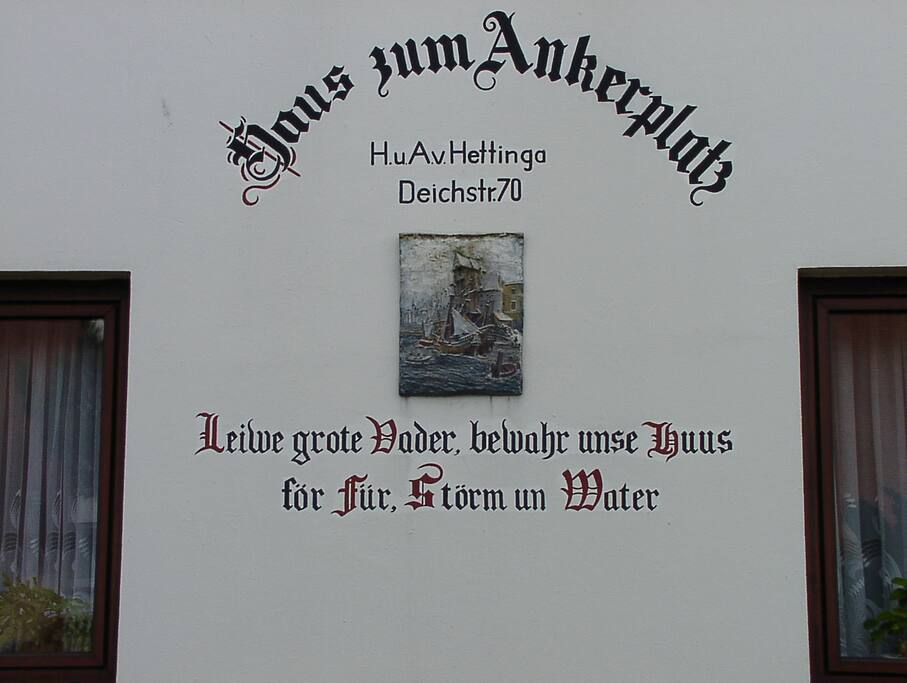 Haus zum Ankerplatz
H.u.A.v.Hettinga
Deichstr.70
Leiwe grote Vader, bewahr unse Huus
för Für, Störm un Water